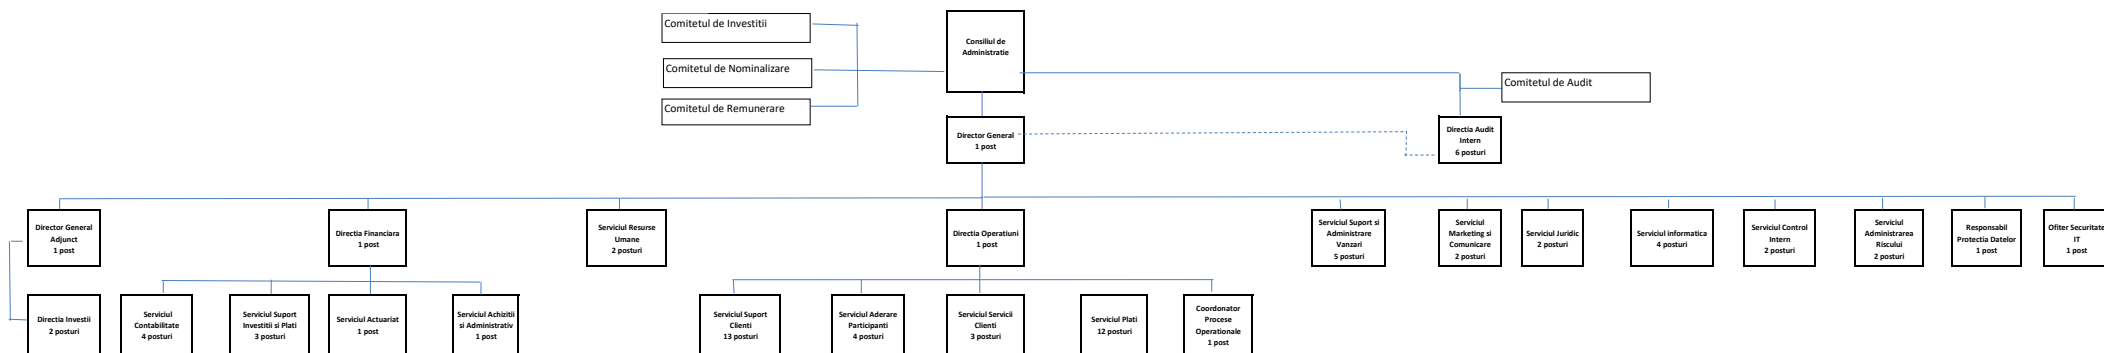 Comitetul de Investitii
Consiliul de
Administratie
Comitetul de Nominalizare
Comitetul de Audit
Comitetul de Remunerare
Director General
1 post
Directia Audit
Intern
6 posturi
Director General
Adjunct
1 post
Directia Financiara
1 post
Serviciul Resurse
Umane
2 posturi
Directia Operatiuni
1 post
Serviciul Suport si
Administrare
Vanzari
5 posturi
Serviciul
Marketing si
Comunicare
2 posturi
Serviciul Juridic
2 posturi
Serviciul informatica
4 posturi
Serviciul Control
Intern
2 posturi
Serviciul
Administrarea
Riscului
2 posturi
Responsabil
Protectia Datelor
1 post
Ofiter Securitate
IT
1 post
Directia Investii
2 posturi
Serviciul
Contabilitate
4 posturi
Serviciul Suport
Investitii si Plati
3 posturi
Serviciul Actuariat
1 post
Serviciul Achizitii
si Administrativ
1 post
Serviciul Suport
Clienti
13 posturi
Serviciul Aderare
Participanti
4 posturi
Serviciul Servicii
Clienti
3 posturi
Serviciul Plati
12 posturi
Coordonator
Procese
Operationale
1 post